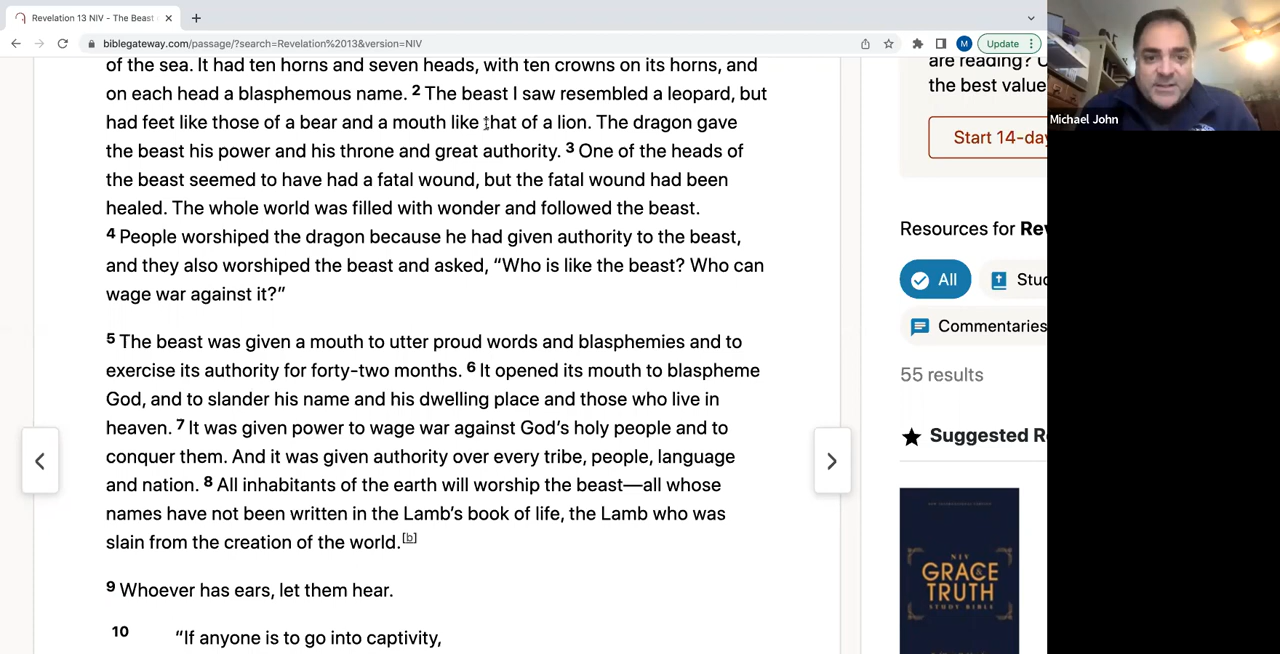 Revelation 13 NIV - The Beast
biblegateway.com/passage/?search=Revelation%2013&version=NIV
M
Update
of the sea. It had ten horns and seven heads, with ten crowns on its horns, and
on each head a blasphemous name. 2 The beast I saw resembled a leopard, but
had feet like those of a bear and a mouth like that of a lion. The dragon gave
the beast his power and his throne and great authority. 3 One of the heads of
the beast seemed to have had a fatal wound, but the fatal wound had been
healed. The whole world was filled with wonder and followed the beast.
4 People worshiped the dragon because he had given authority to the beast,
and they also worshiped the beast and asked, “Who is like the beast? Who can
wage war against it?”
5 The beast was given a mouth to utter proud words and blasphemies and to
exercise its authority for forty-two months. 6 It opened its mouth to blaspheme
God, and to slander his name and his dwelling place and those who live in
heaven. 7 It was given power to wage war against God’s holy people and to
conquer them. And it was given authority over every tribe, people, language
and nation. 8 All inhabitants of the earth will worship the beast—all whose
names have not been written in the Lamb’s book of life, the Lamb who was
slain from the creation of the world.[b]
9 Whoever has ears, let them hear.
10 “If anyone is to go into captivity,
are reading?
the best value
Start 14-day
Resources for Rev
All
Commentaries
55 results
Suggested
NIV
GRACE
&
TRUTH
STUDY BIBLE
Michael John